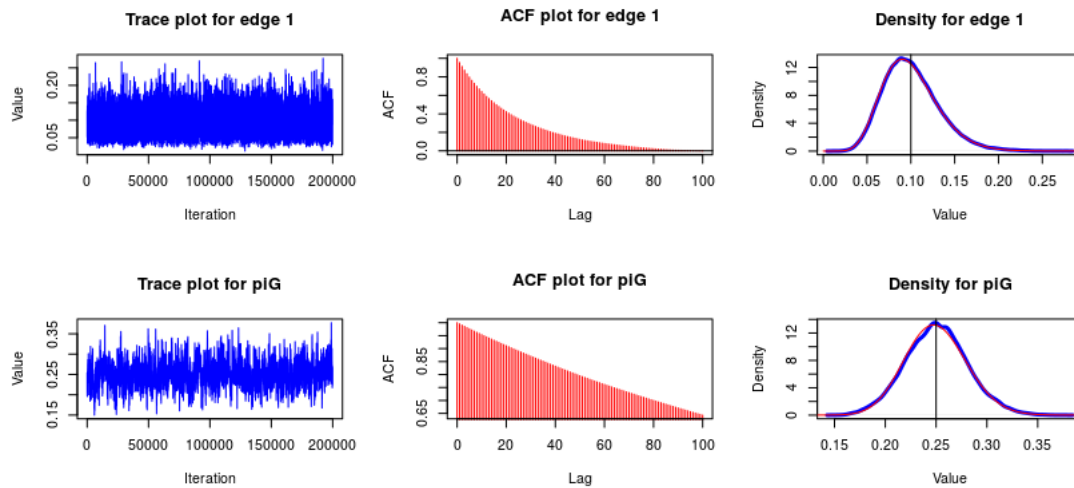 Trace plot for edge 1
Value
0.05
0.20
0
50000
100000
150000
200000
Iteration
ACF plot for edge 1
ACF
0.0
0.4
0.8
0
20
40
60
80
100
Lag
Density for edge 1
Density
0
4
8
12
0.00
0.05
0.10
0.15
0.20
0.25
Value
Trace plot for piG
Value
0.15
0.25
0.35
0
50000
100000
150000
200000
Iteration
ACF plot for piG
ACF
0.65
0.85
0
20
40
60
80
100
Lag
Density for piG
Density
0
4
8
12
0.15
0.20
0.25
0.30
0.35
Value